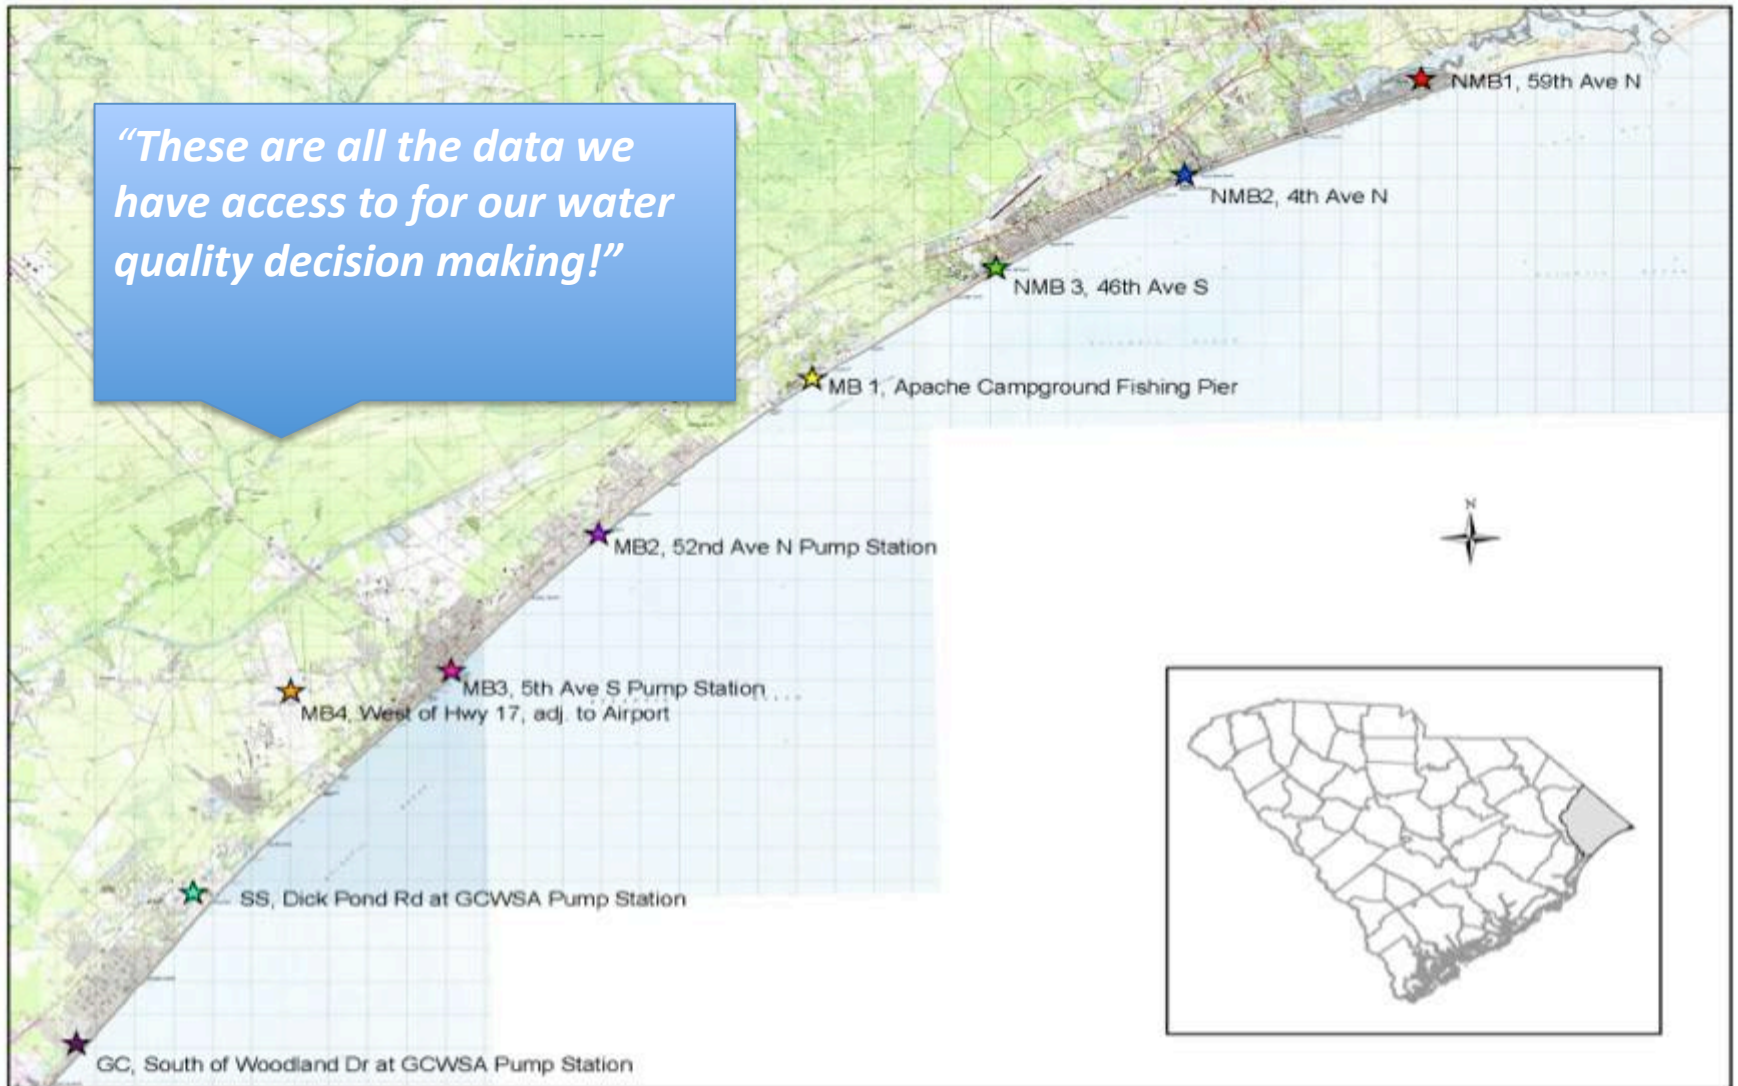 “These are all the data we
have access to for our water
quality decision making!”
NMB1, 59th Ave N
NMB2, 4th Ave N
NMB 3, 46th Ave S
MB 1, Apache Campground Fishing Pier
N
MB2, 52nd Ave N Pump Station
MB3, 5th Ave S Pump Station
MB4, West of Hwy 17, adj. to Airport
SS, Dick Pond Rd at GCWSA Pump Station
GC, South of Woodland Dr at GCWSA Pump Station